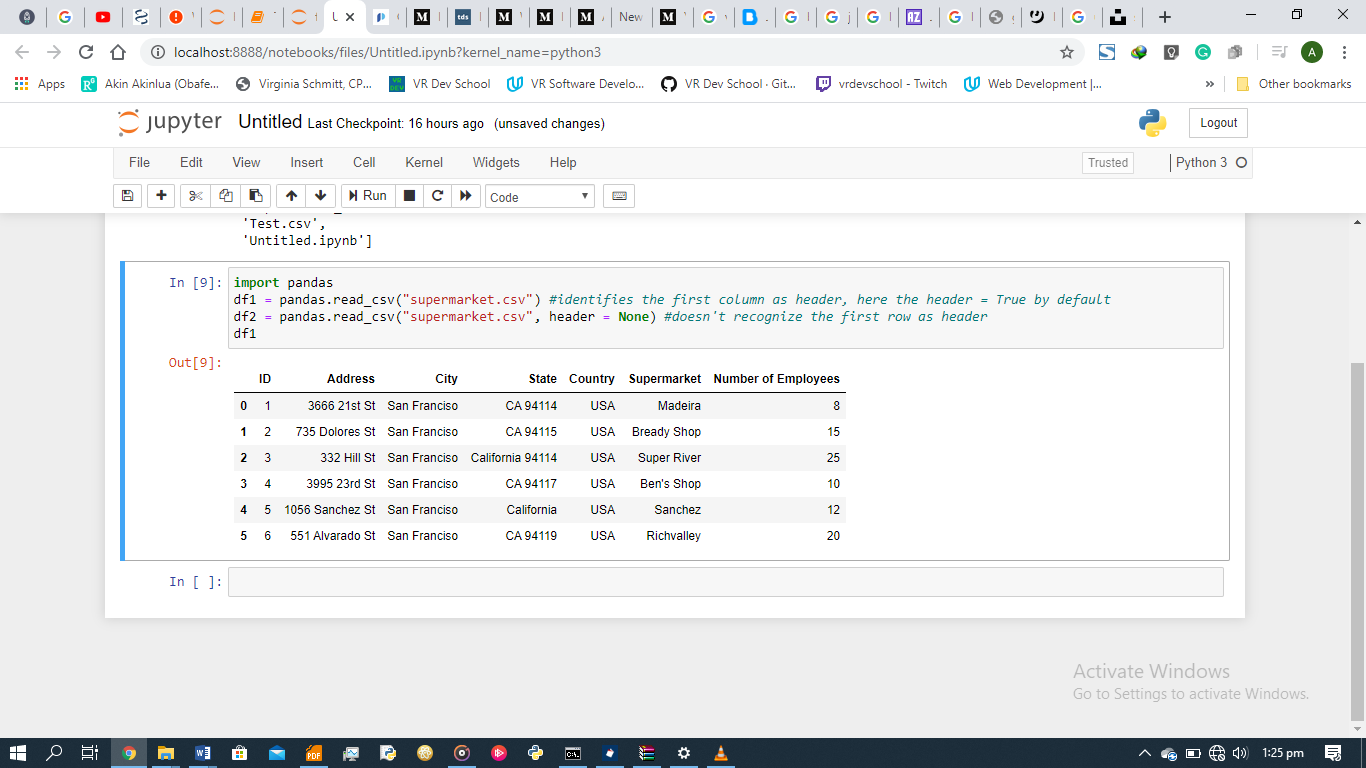 localhost:8888/notebooks/files/Untitled.ipynb?kernel_name=python3
Apps Akin Akinlua (Obafe... Virginia Schmitt, CP... VR Dev School VR Software Develo... VR Dev School · Git... vrdevschool - Twitch Web Development |... » Other bookmarks
jupyter Untitled Last Checkpoint: 16 hours ago (unsaved changes) Logout
File Edit View Insert Cell Kernel Widgets Help Trusted Python 3
Run Code
'Test.csv',
'Untitled.ipynb']
In [9]: import pandas
df1 = pandas.read_csv("supermarket.csv") #identifies the first column as header, here the header = True by default
df2 = pandas.read_csv("supermarket.csv", header = None) #doesn't recognize the first row as header
df1
Out[9]:
ID Address City State Country Supermarket Number of Employees
0 1 3666 21st St San Franciso CA 94114 USA Madeira 8
1 2 735 Dolores St San Franciso CA 94115 USA Bready Shop 15
2 3 332 Hill St San Franciso California 94114 USA Super River 25
3 4 3995 23rd St San Franciso CA 94117 USA Ben's Shop 10
4 5 1056 Sanchez St San Franciso California USA Sanchez 12
5 6 551 Alvarado St San Franciso CA 94119 USA Richvalley 20
In [ ]:
Activate Windows
Go to Settings to activate Windows.
1:25 pm